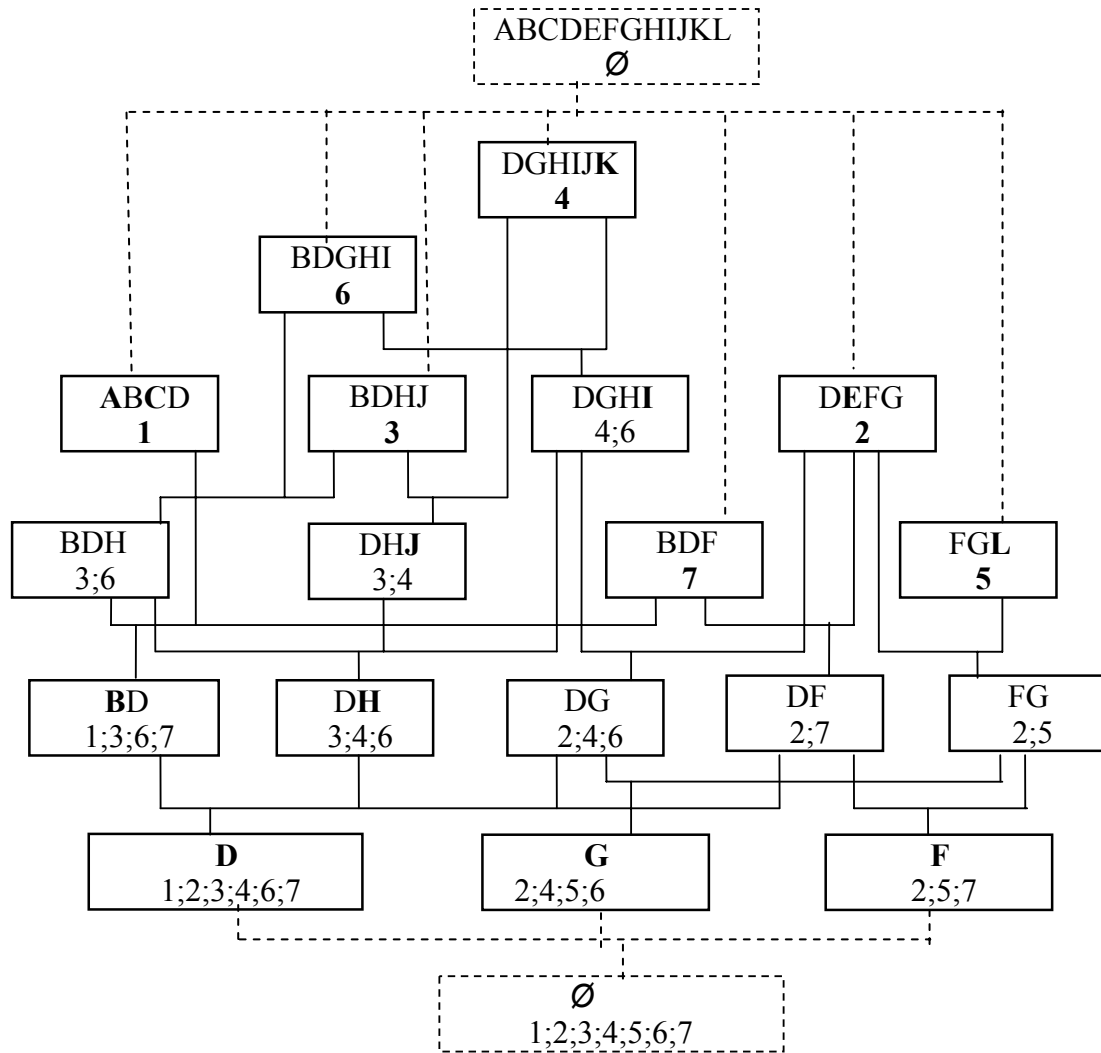 ABCDEFGHIJKL
Ø
DGHIJK
4
BDGHI
6
ABCD
1
BDHJ
3
DGHI
4;6
DEFG
2
BDH
3;6
DHJ
3;4
BDF
7
FGL
5
BD
1;3;6;7
DH
3;4;6
DG
2;4;6
DF
2;7
FG
2;5
D
1;2;3;4;6;7
G
2;4;5;6
F
2;5;7
Ø
1;2;3;4;5;6;7